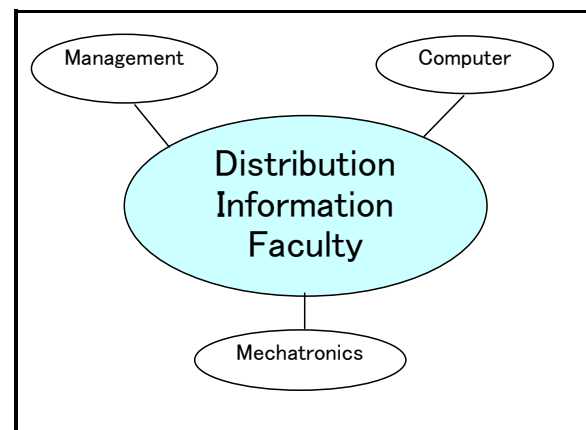 Management
Computer
Distribution
Information
Faculty
Mechatronics